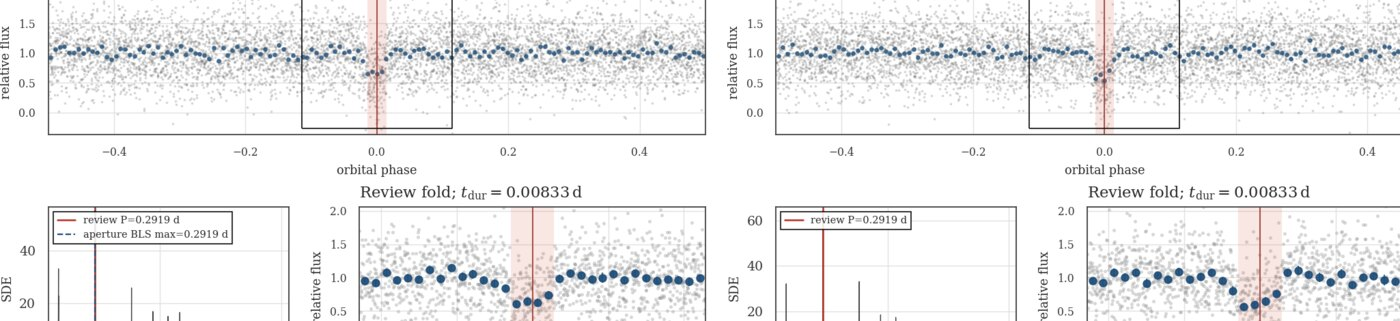 1.5
1.0
0.5
0.0
relative flux
−0.4
−0.2
0.0
0.2
0.4
orbital phase
1.5
1.0
0.5
0.0
relative flux
−0.4
−0.2
0.0
0.2
0.4
orbital phase
Review fold; t_dur = 0.00833 d
review P=0.2919 d
aperture BLS max=0.2919 d
40
20
SDE
2.0
1.5
1.0
0.5
relative flux
Review fold; t_dur = 0.00833 d
review P=0.2919 d
60
40
20
SDE
2.0
1.5
1.0
0.5
relative flux